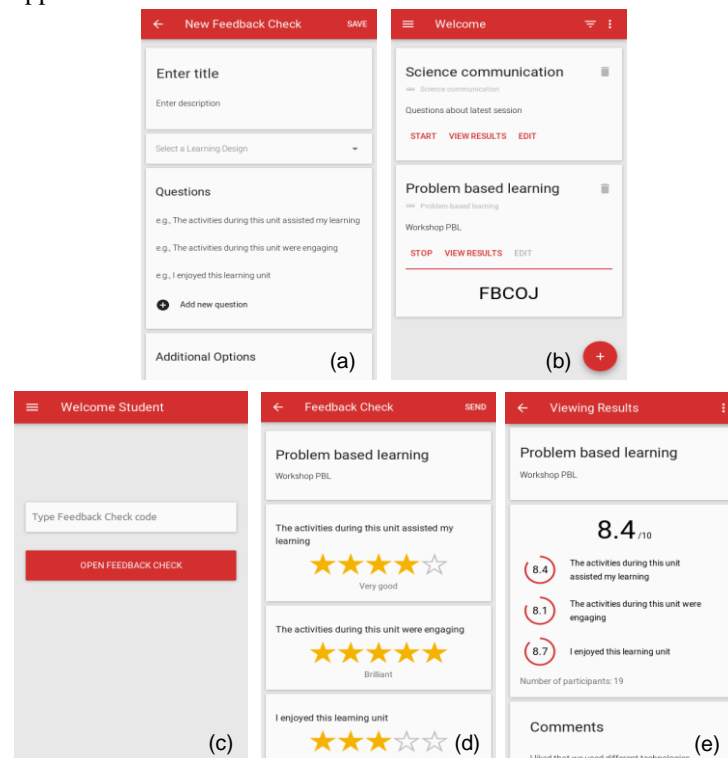 New Feedback Check SAVE
Enter title
Enter description
Select a Learning Design
Questions
e.g., The activities during this unit assisted my learning
e.g., The activities during this unit were engaging
e.g., I enjoyed this learning unit
Add new question
Additional Options
(a)
Welcome
Science communication
Science communication
Questions about latest session
START VIEW RESULTS EDIT
Problem based learning
Problem-based learning
Workshop PBL
STOP VIEW RESULTS EDIT
FBCOJ
(b)
+
Welcome Student
Type Feedback Check code
OPEN FEEDBACK CHECK
(c)
Feedback Check SEND
Problem based learning
Workshop PBL
The activities during this unit assisted my
learning
Very good
The activities during this unit were engaging
Brilliant
I enjoyed this learning unit
(d)
Viewing Results
Problem based learning
Workshop PBL
8.4 /10
8.4 The activities during this unit
assisted my learning
8.1 The activities during this unit were
engaging
8.7 I enjoyed this learning unit
Number of participants: 19
Comments
(e)
I liked that we used different technologies